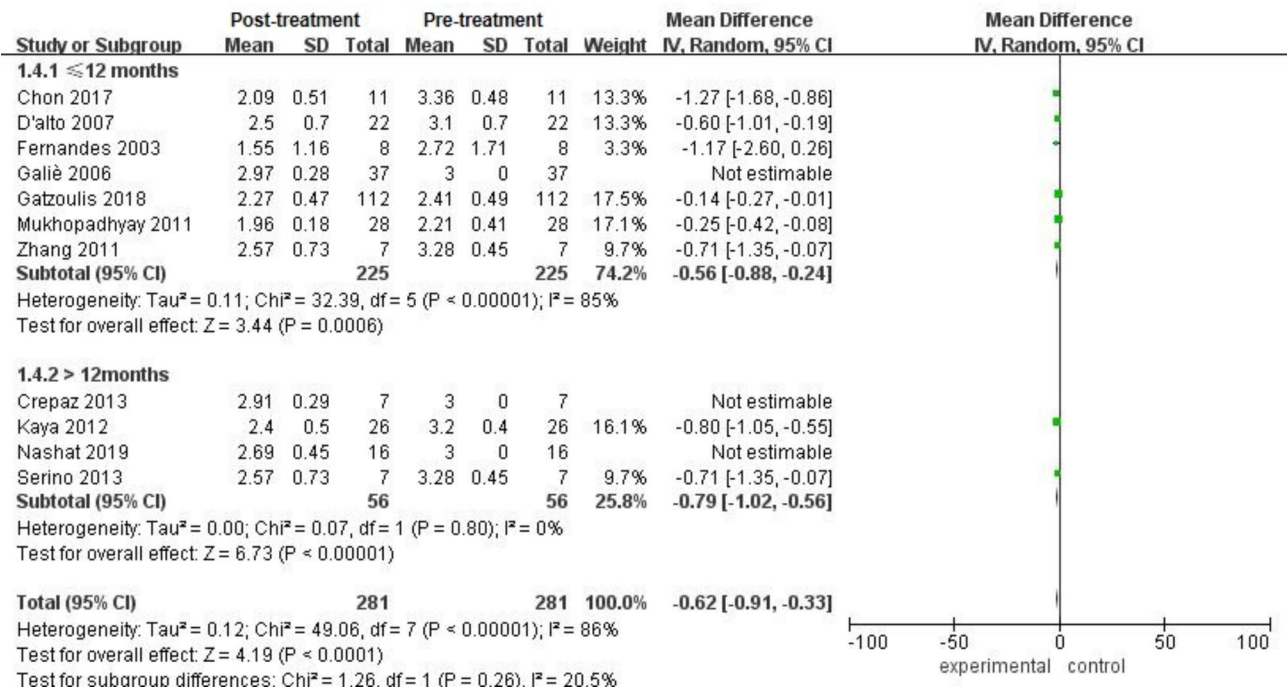 Post-treatment Pre-treatment Mean Difference Mean Difference
Study or Subgroup Mean SD Total Mean SD Total Weight IV, Random, 95% CI IV, Random, 95% CI
1.4.1 ≤12 months
Chon 2017 2.09 0.51 11 3.36 0.48 11 13.3% -1.27 [-1.68, -0.86]
D'alto 2007 2.5 0.7 22 3.1 0.7 22 13.3% -0.60 [-1.01, -0.19]
Fernandes 2003 1.55 1.16 8 2.72 1.71 8 3.3% -1.17 [-2.60, 0.26]
Galiè 2006 2.97 0.28 37 3 0 37 Not estimable
Gatzoulis 2018 2.27 0.47 112 2.41 0.49 112 17.5% -0.14 [-0.27, -0.01]
Mukhopadhyay 2011 1.96 0.18 28 2.21 0.41 28 17.1% -0.25 [-0.42, -0.08]
Zhang 2011 2.57 0.73 7 3.28 0.45 7 9.7% -0.71 [-1.35, -0.07]
Subtotal (95% CI) 225 225 74.2% -0.56 [-0.88, -0.24]
Heterogeneity: Tau² = 0.11; Chi² = 32.39, df = 5 (P < 0.00001); I² = 85%
Test for overall effect: Z = 3.44 (P = 0.0006)
1.4.2 > 12months
Crepaz 2013 2.91 0.29 7 3 0 7 Not estimable
Kaya 2012 2.4 0.5 26 3.2 0.4 26 16.1% -0.80 [-1.05, -0.55]
Nashat 2019 2.69 0.45 16 3 0 16 Not estimable
Serino 2013 2.57 0.73 7 3.28 0.45 7 9.7% -0.71 [-1.35, -0.07]
Subtotal (95% CI) 56 56 25.8% -0.79 [-1.02, -0.56]
Heterogeneity: Tau² = 0.00; Chi² = 0.07, df = 1 (P = 0.80); I² = 0%
Test for overall effect: Z = 6.73 (P < 0.00001)
Total (95% CI) 281 281 100.0% -0.62 [-0.91, -0.33]
Heterogeneity: Tau² = 0.12; Chi² = 49.06, df = 7 (P < 0.00001); I² = 86%
Test for overall effect: Z = 4.19 (P < 0.0001)
Test for subgroup differences: Chi² = 1.26, df = 1 (P = 0.26), I² = 20.5%
-100 -50 0 50 100
experimental control